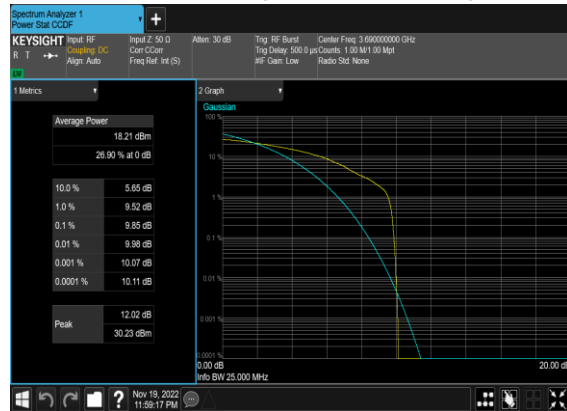 Spectrum Analyzer 1
Power Stat CCDF
+
KEYSIGHT Input: RF Input Z: 50 Ω Atten: 30 dB Trig: RF Burst Center Freq: 3.690000000 GHz
R T Coupling: DC Corr CCorr Trig Delay: 500.0 µs Counts: 1.00 M/1.00 Mpt
Align: Auto Freq Ref: Int (S) #IF Gain: Low Radio Std: None
1 Metrics
2 Graph
Average Power
18.21 dBm
26.90 % at 0 dB
10.0 % 5.65 dB
1.0 % 9.52 dB
0.1 % 9.85 dB
0.01 % 9.98 dB
0.001 % 10.07 dB
0.0001 % 10.11 dB
Peak 12.02 dB
30.23 dBm
Gaussian
100 %
10 %
1 %
0.1 %
0.01 %
0.001 %
0.0001 %
0.00 dB 20.00 d
Info BW 25.000 MHz
? Nov 19, 2022
11:59:17 PM